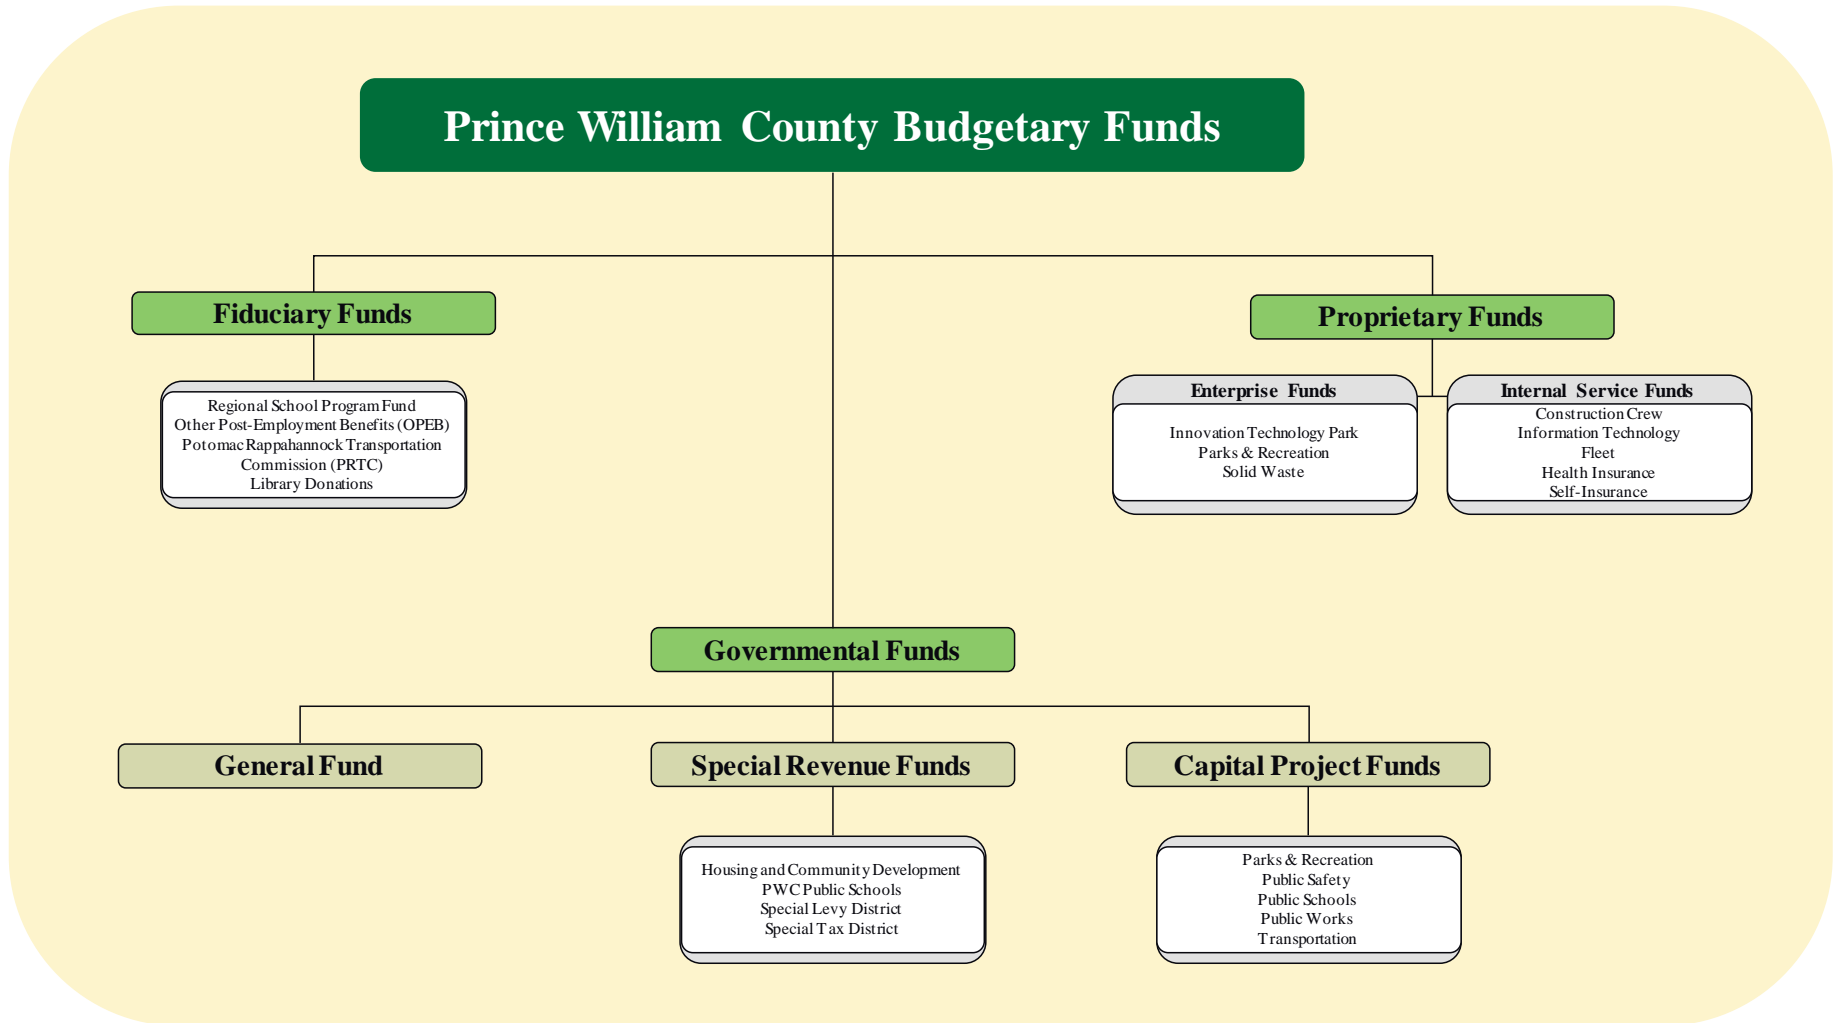 Prince William County Budgetary Funds
Fiduciary Funds
Regional School Program Fund
Other Post-Employment Benefits (OPEB)
Potomac Rappahannock Transportation
Commission (PRTC)
Library Donations
Proprietary Funds
Enterprise Funds
Innovation Technology Park
Parks & Recreation
Solid Waste
Internal Service Funds
Construction Crew
Information Technology
Fleet
Health Insurance
Self-Insurance
Governmental Funds
General Fund
Special Revenue Funds
Housing and Community Development
PWC Public Schools
Special Levy District
Special Tax District
Capital Project Funds
Parks & Recreation
Public Safety
Public Schools
Public Works
Transportation